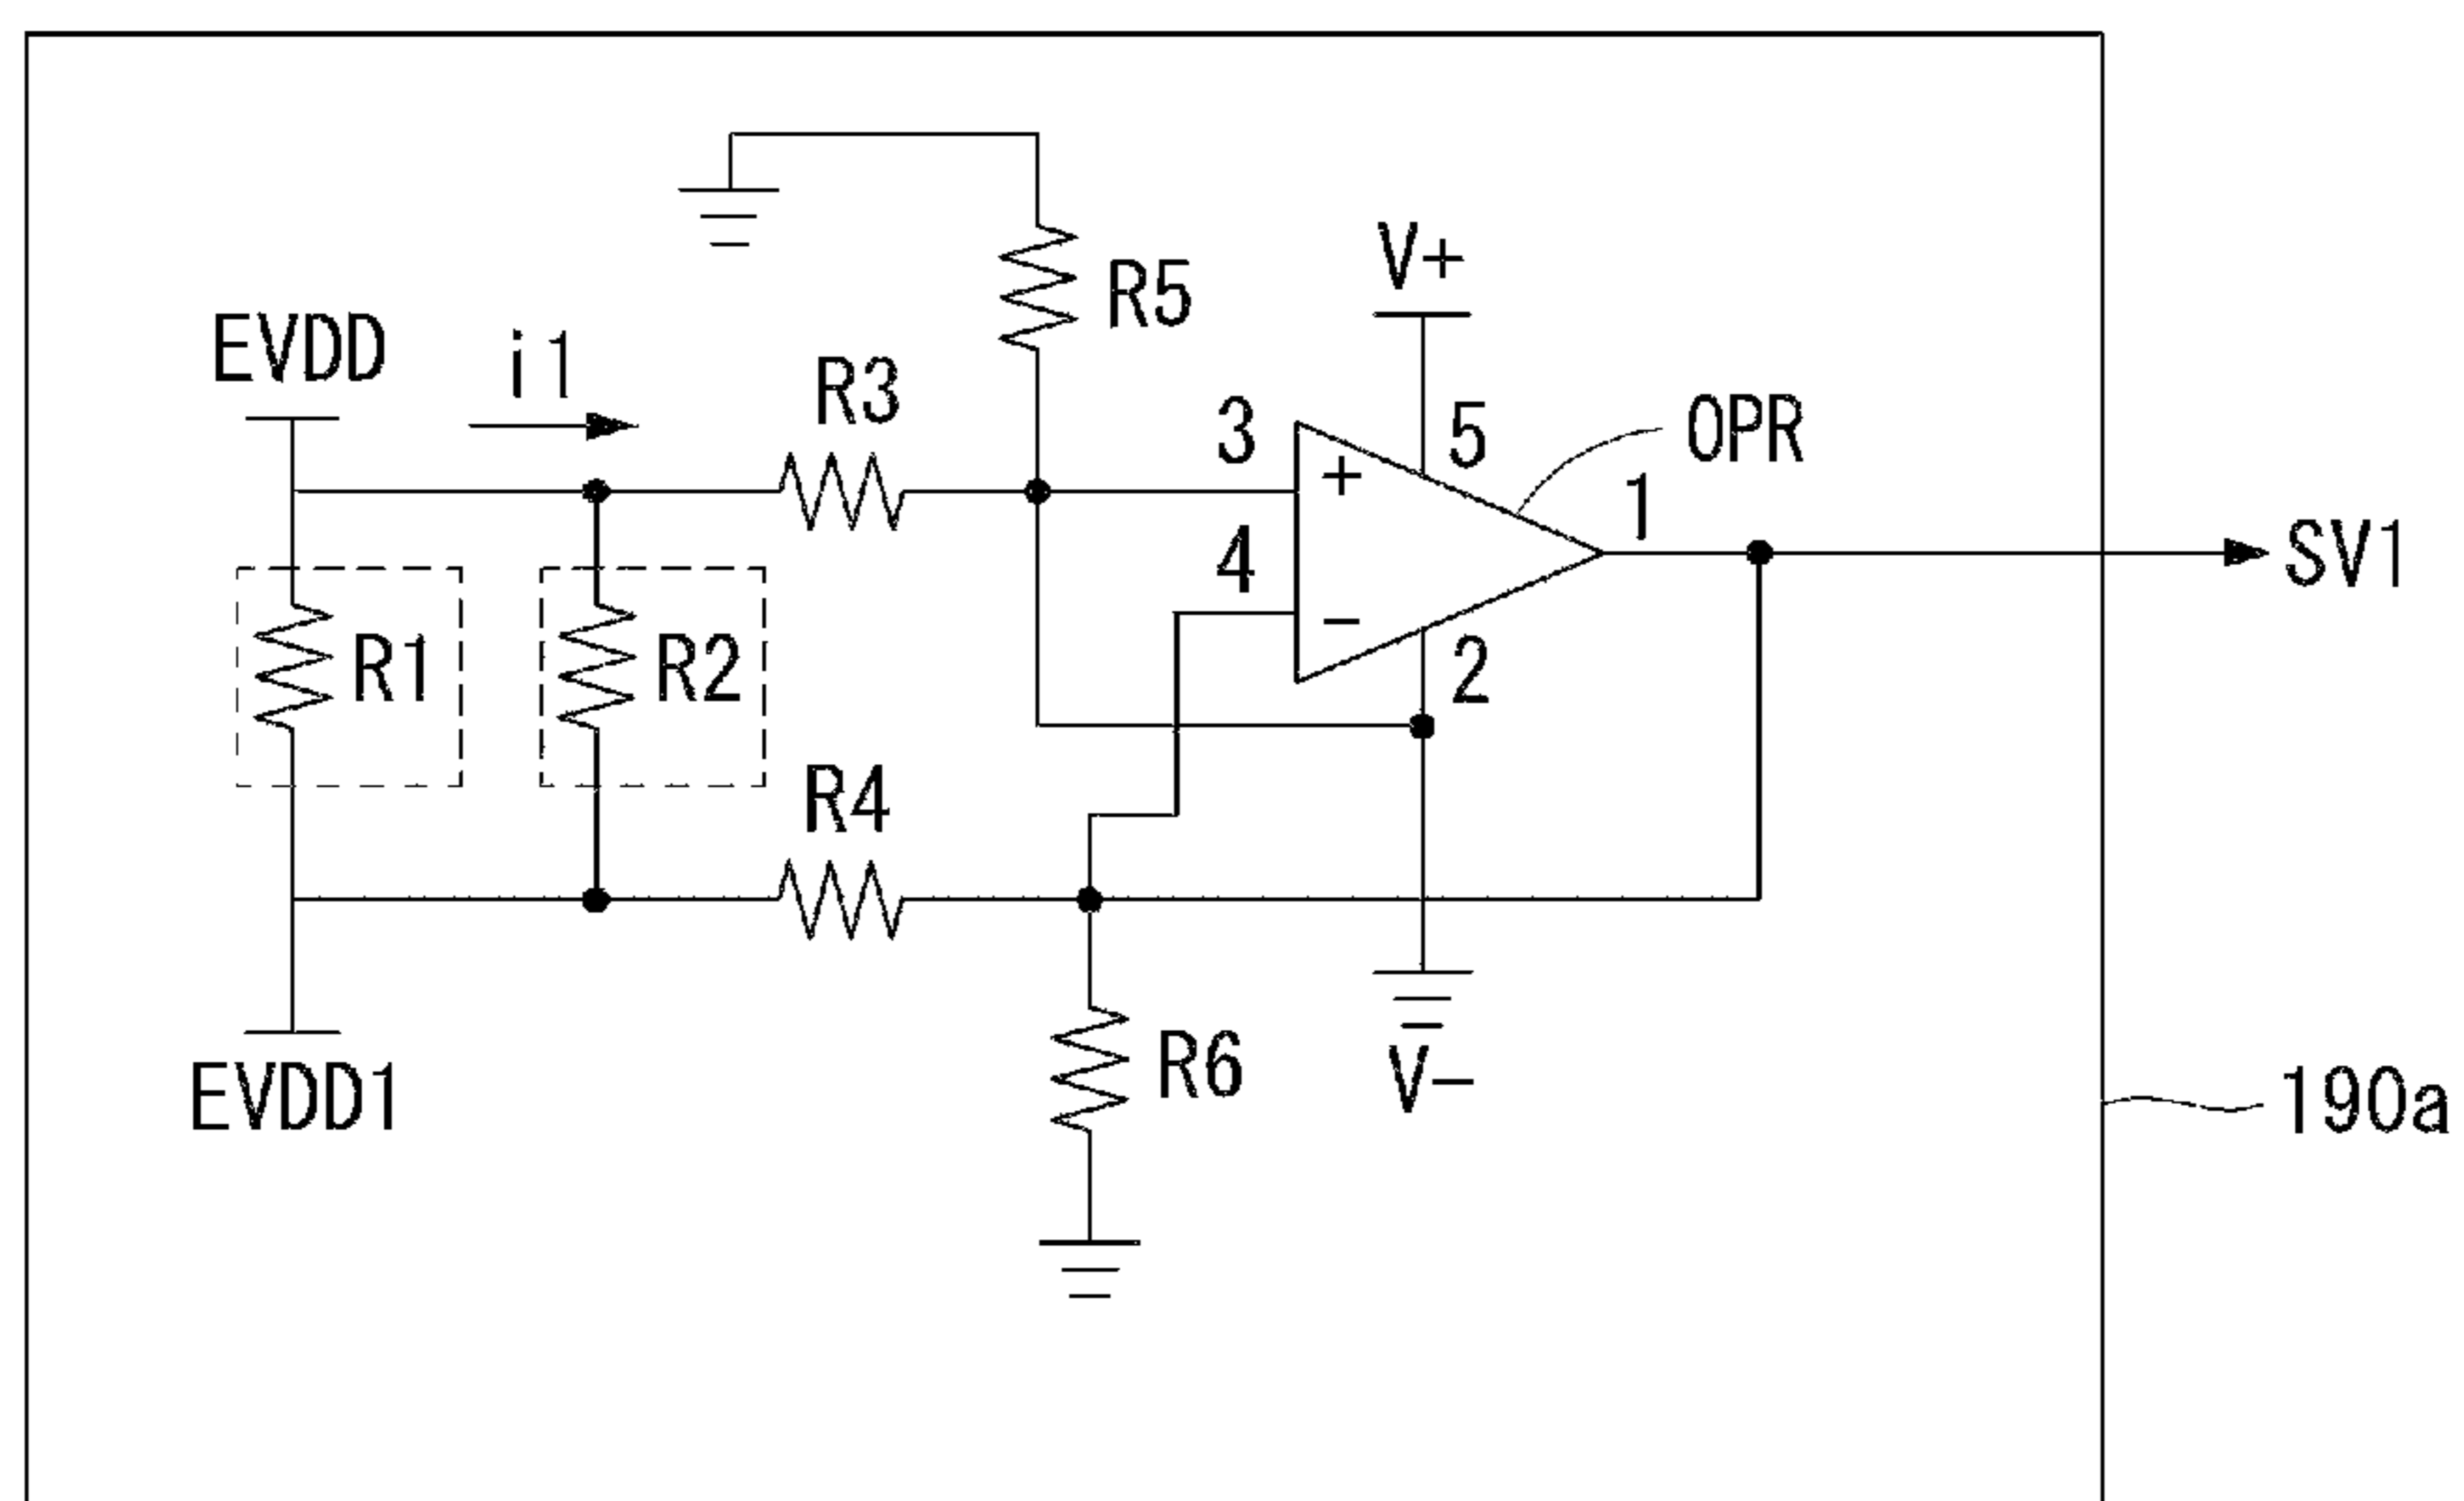 V+
R5
EVDD
i1
R3
3
+
5
OPR
1
SV1
4
-
2
R1
R2
R4
EVDD1
R6
V-
190a